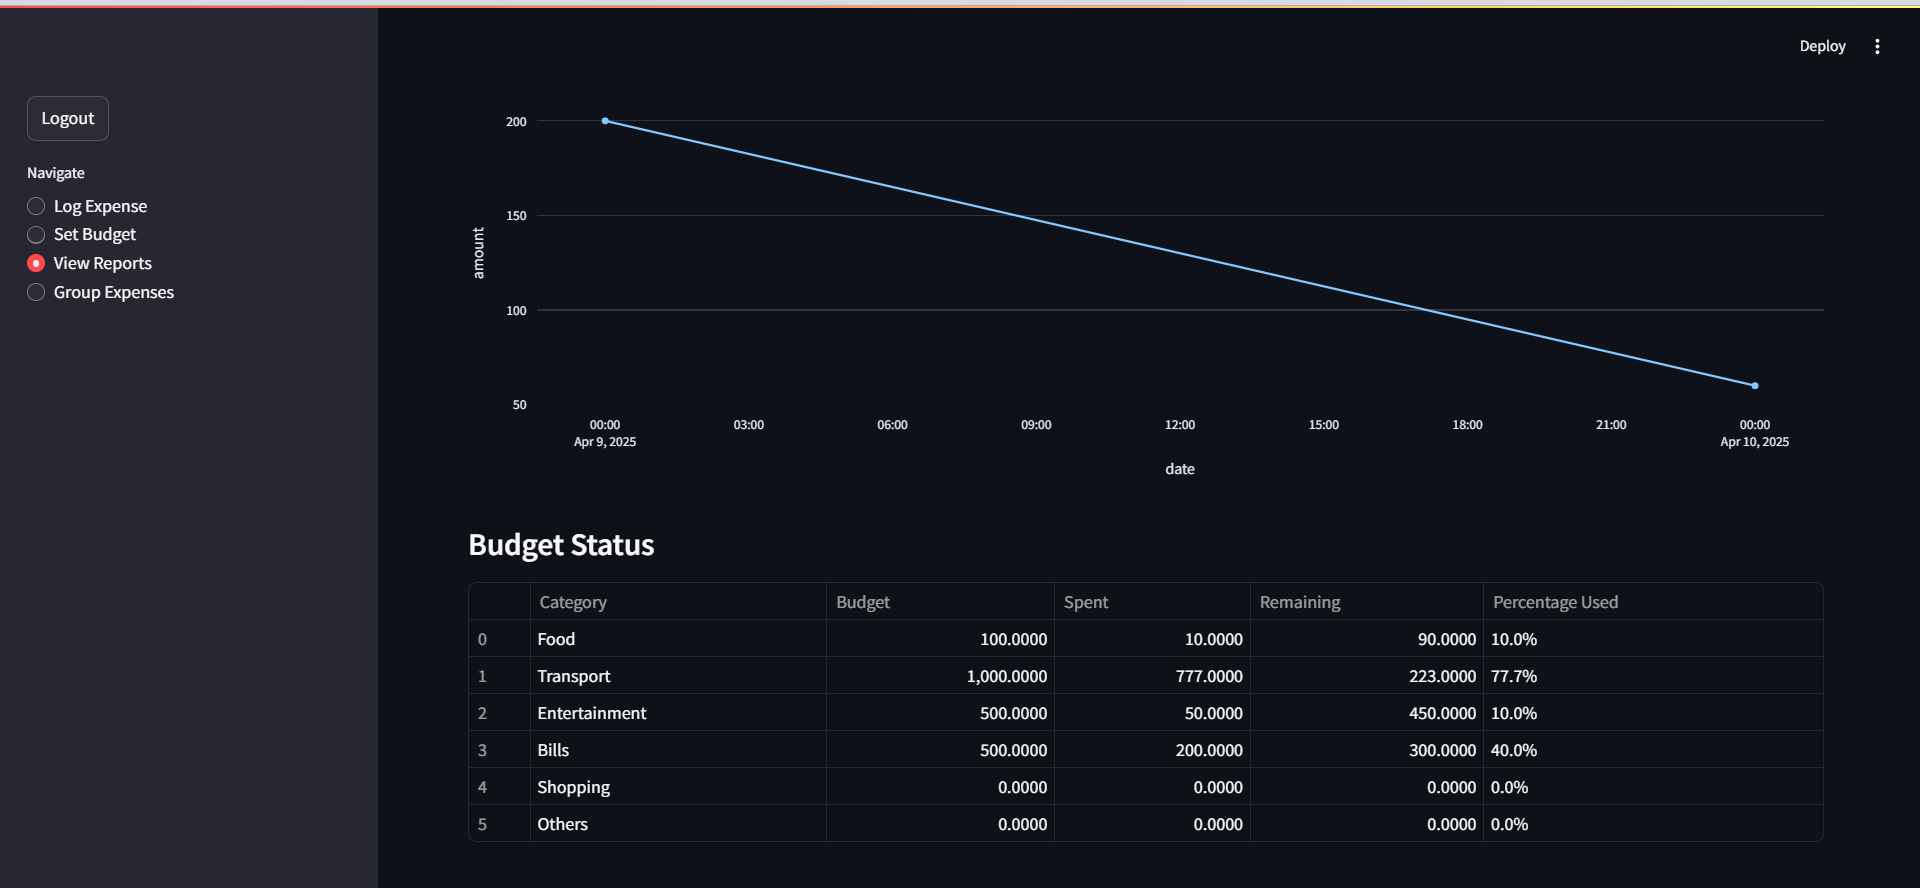 Deploy
Logout
Navigate
Log Expense
Set Budget
View Reports
Group Expenses
200
150
100
50
amount
00:00 03:00 06:00 09:00 12:00 15:00 18:00 21:00 00:00
Apr 9, 2025 Apr 10, 2025
date
Budget Status
Category Budget Spent Remaining Percentage Used
0 Food 100.0000 10.0000 90.0000 10.0%
1 Transport 1,000.0000 777.0000 223.0000 77.7%
2 Entertainment 500.0000 50.0000 450.0000 10.0%
3 Bills 500.0000 200.0000 300.0000 40.0%
4 Shopping 0.0000 0.0000 0.0000 0.0%
5 Others 0.0000 0.0000 0.0000 0.0%